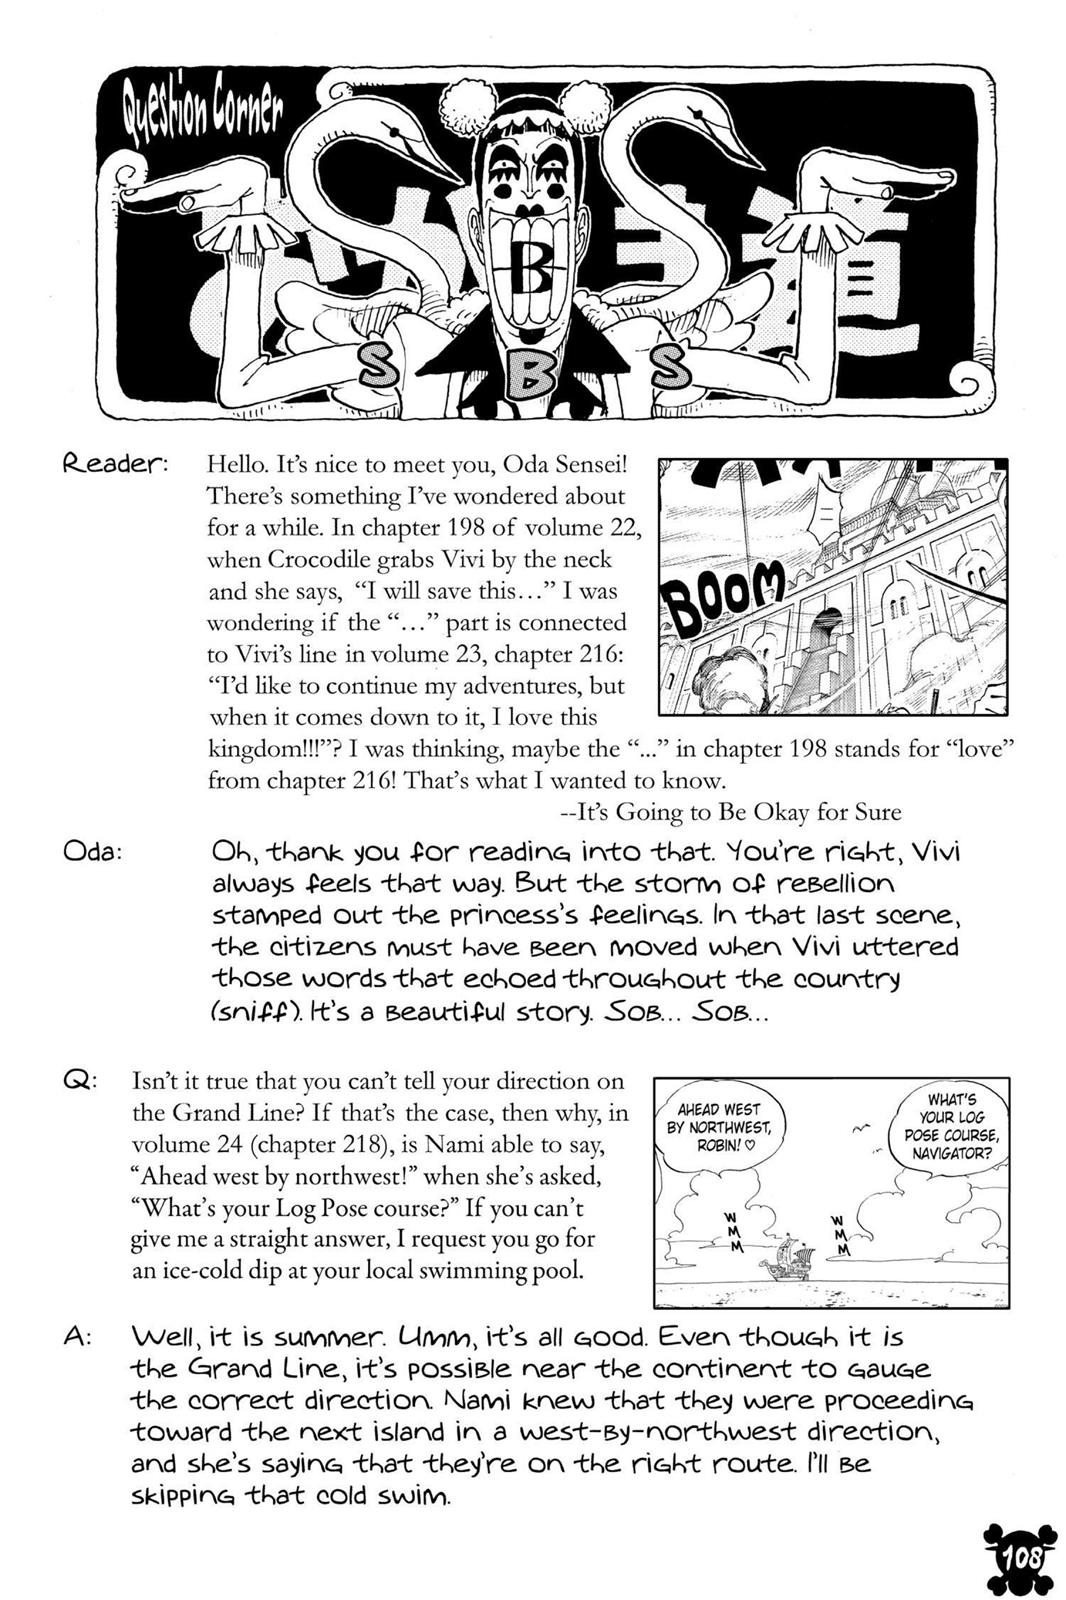 Question Corner
B
S B S
Reader: Hello. It's nice to meet you, Oda Sensei!
There's something I've wondered about
for a while. In chapter 198 of volume 22,
when Crocodile grabs Vivi by the neck
and she says, "I will save this…" I was
wondering if the "…" part is connected
to Vivi's line in volume 23, chapter 216:
"I'd like to continue my adventures, but
when it comes down to it, I love this
kingdom!!!"? I was thinking, maybe the "..." in chapter 198 stands for "love"
from chapter 216! That's what I wanted to know.
--It's Going to Be Okay for Sure
BOOM
Oda: Oh, thank you for reading into that. You're right, Vivi
always feels that way. But the storm of rebellion
stamped out the princess's feelings. In that last scene,
the citizens must have been moved when Vivi uttered
those words that echoed throughout the country
(sniff). It's a beautiful story. Sob... Sob...
Q: Isn't it true that you can't tell your direction on
the Grand Line? If that's the case, then why, in
volume 24 (chapter 218), is Nami able to say,
"Ahead west by northwest!" when she's asked,
"What's your Log Pose course?" If you can't
give me a straight answer, I request you go for
an ice-cold dip at your local swimming pool.
WHAT'S
YOUR LOG
POSE COURSE,
NAVIGATOR?
AHEAD WEST
BY NORTHWEST,
ROBIN! ♡
WMM
WMM
A: Well, it is summer. Umm, it's all good. Even though it is
the Grand Line, it's possible near the continent to gauge
the correct direction. Nami knew that they were proceeding
toward the next island in a west-by-northwest direction,
and she's saying that they're on the right route. I'll be
skipping that cold swim.
108